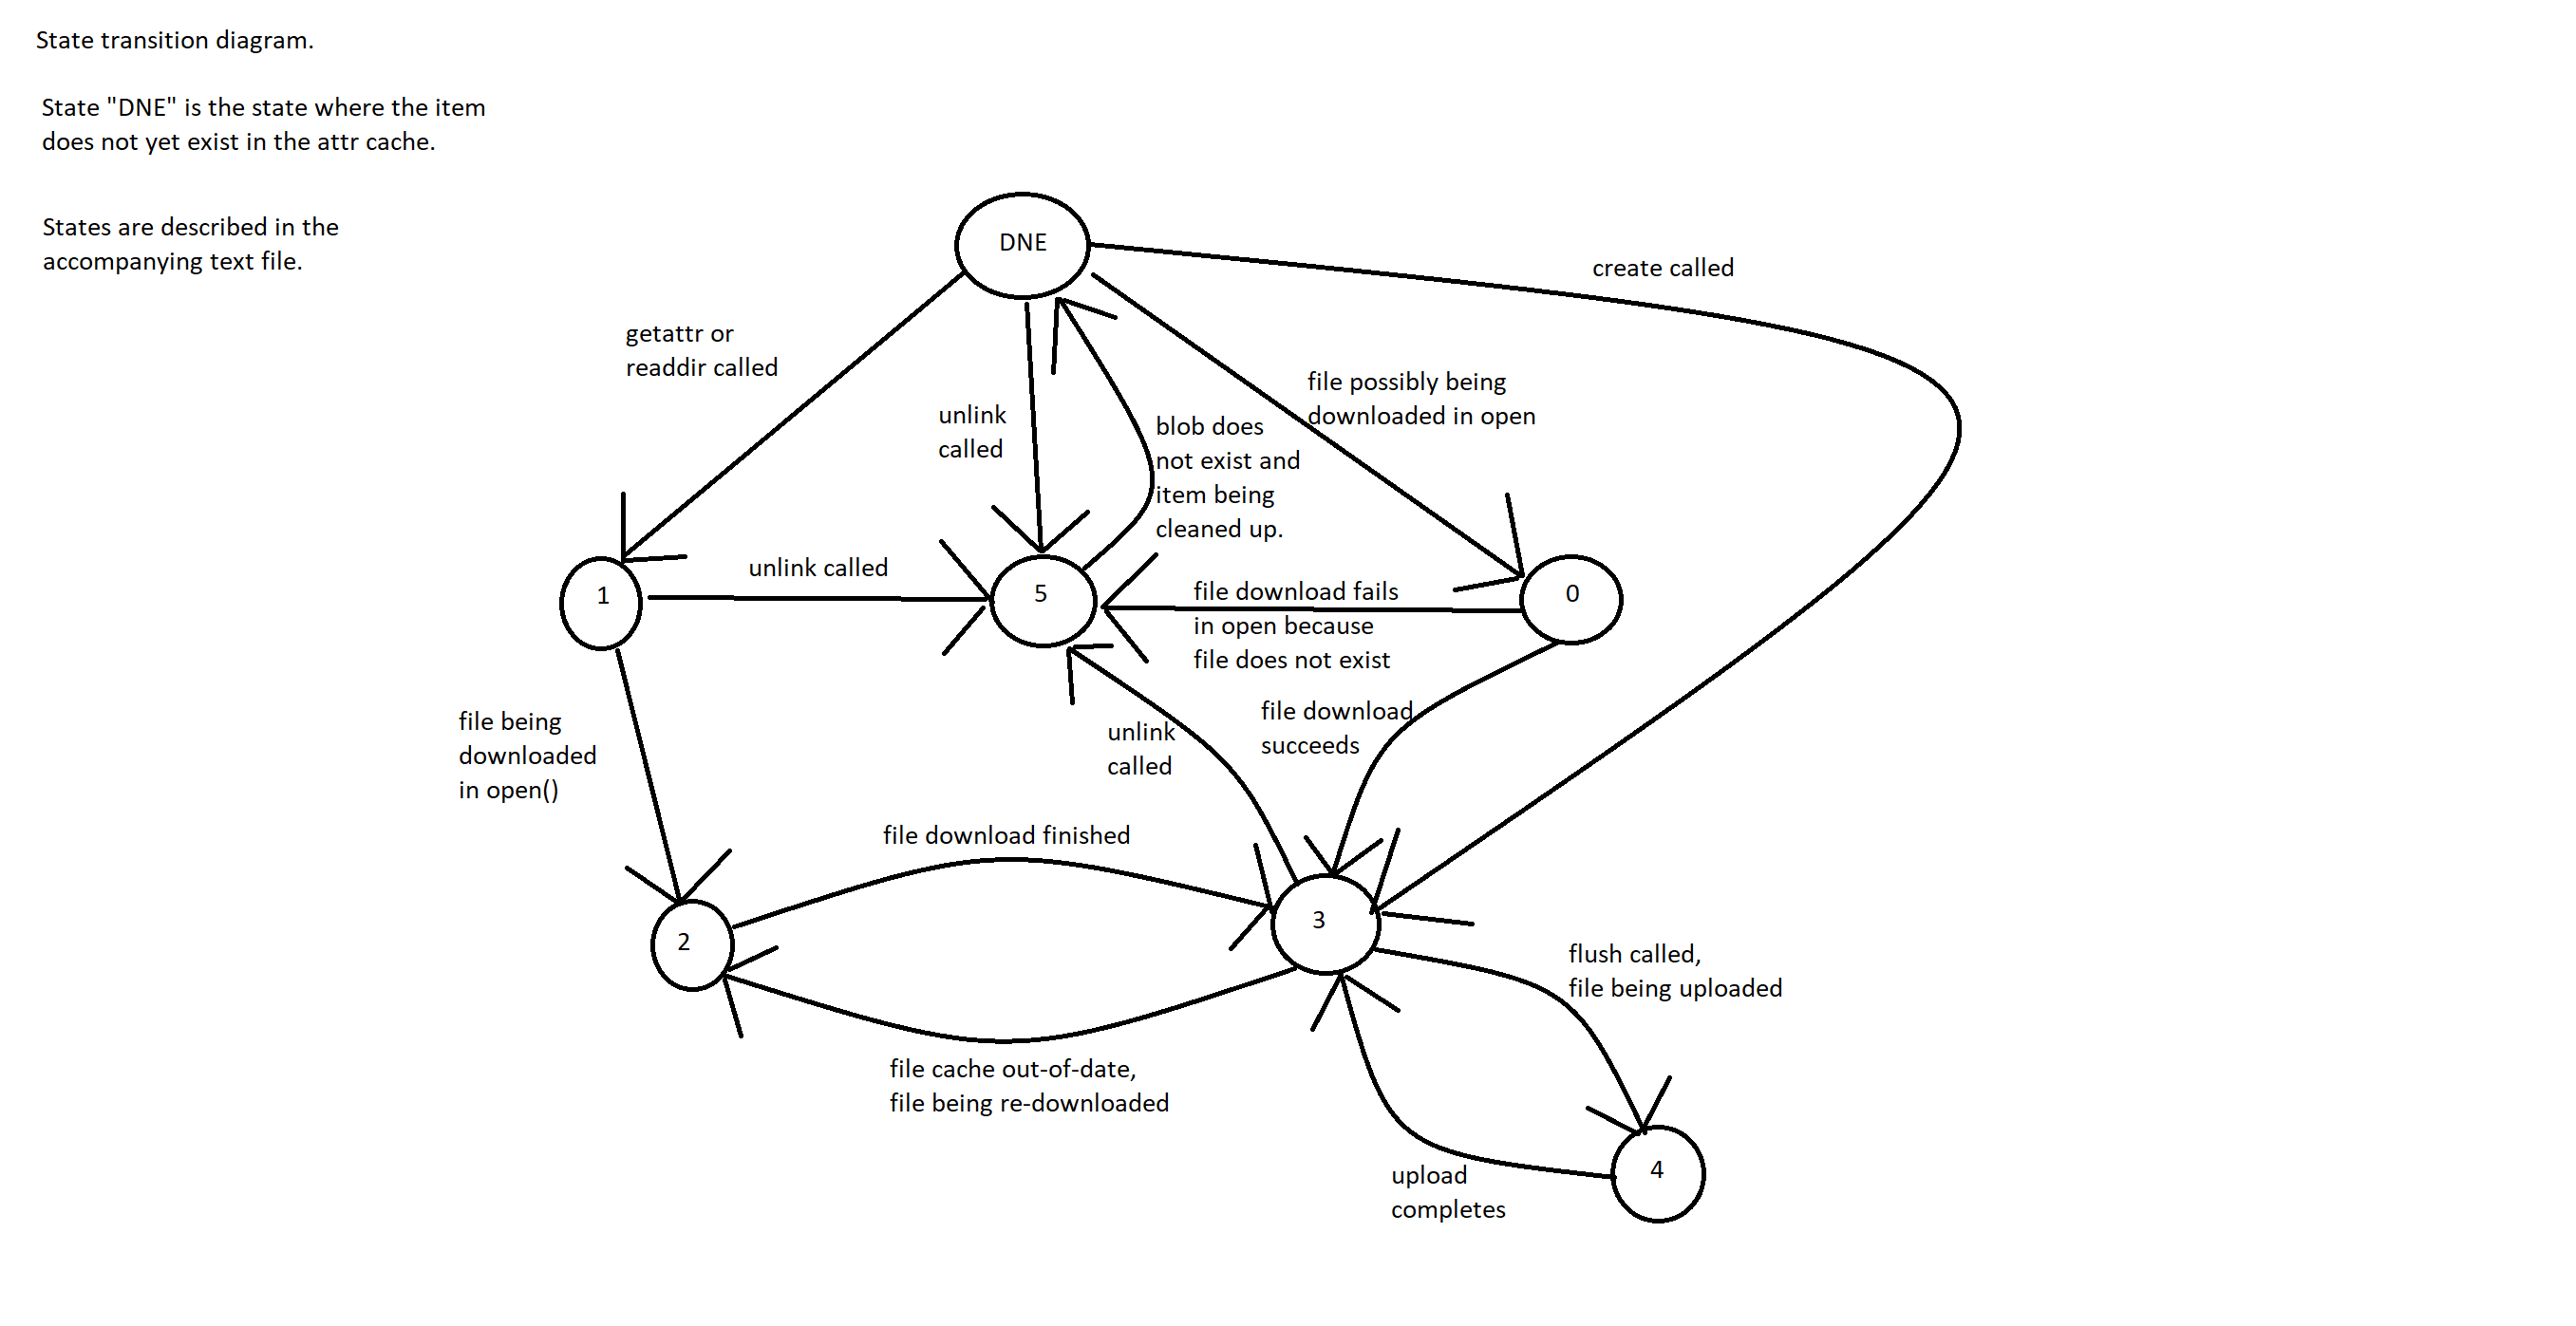 State transition diagram.
State "DNE" is the state where the item
does not yet exist in the attr cache.
States are described in the
accompanying text file.
DNE
create called
getattr or
readdir called
unlink
called
blob does
not exist and
item being
cleaned up.
file possibly being
downloaded in open
1
unlink called
5
file download fails
in open because
file does not exist
0
file being
downloaded
in open()
unlink
called
file download
succeeds
file download finished
2
3
file cache out-of-date,
file being re-downloaded
flush called,
file being uploaded
upload
completes
4